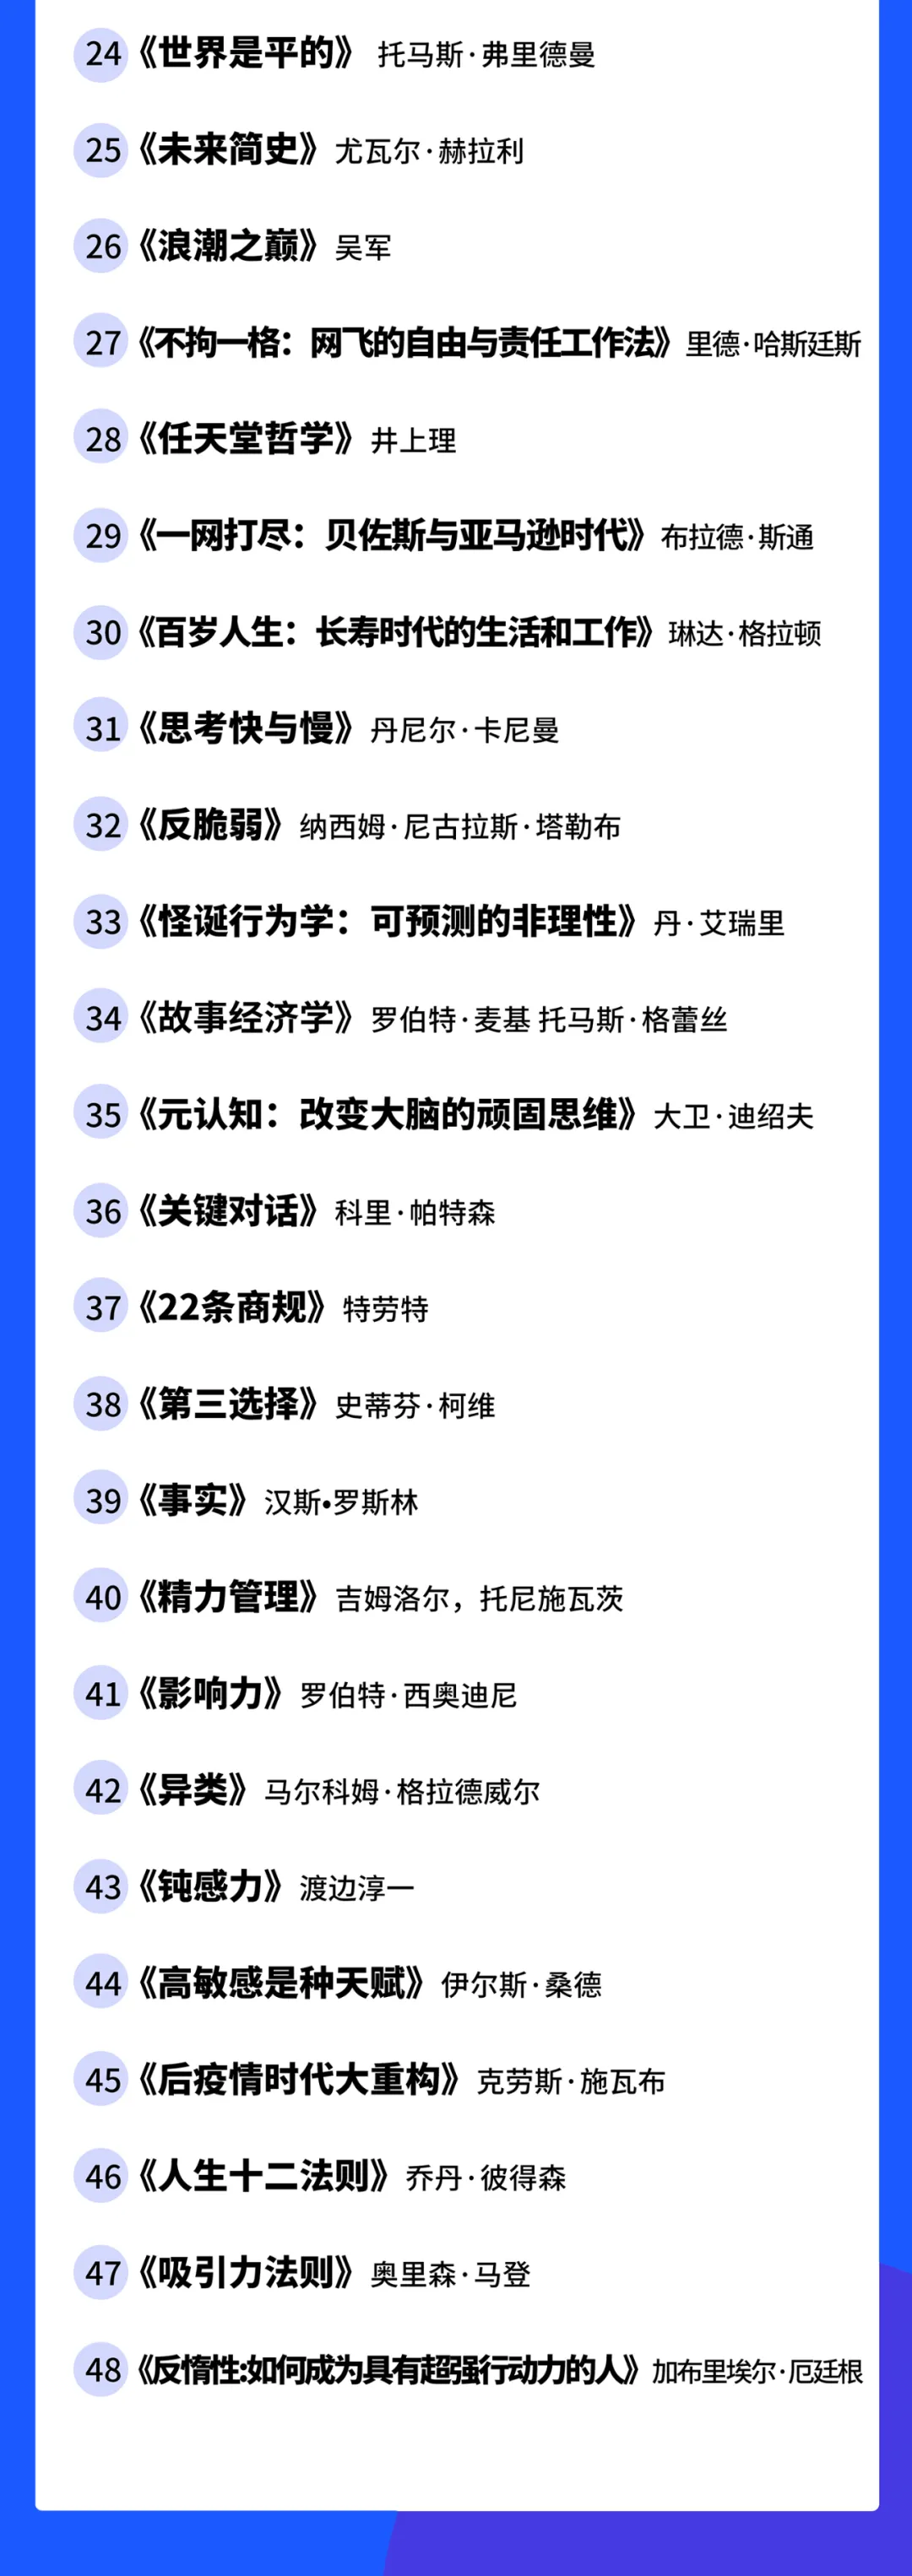 24《世界是平的》 托马斯·弗里德曼
25《未来简史》尤瓦尔·赫拉利
26《浪潮之巅》吴军
27《不拘一格：网飞的自由与责任工作法》里德·哈斯廷斯
28《任天堂哲学》井上理
29《一网打尽：贝佐斯与亚马逊时代》布拉德·斯通
30《百岁人生：长寿时代的生活和工作》琳达·格拉顿
31《思考快与慢》丹尼尔·卡尼曼
32《反脆弱》纳西姆·尼古拉斯·塔勒布
33《怪诞行为学：可预测的非理性》丹·艾瑞里
34《故事经济学》罗伯特·麦基 托马斯·格蕾丝
35《元认知：改变大脑的顽固思维》大卫·迪绍夫
36《关键对话》科里·帕特森
37《22条商规》特劳特
38《第三选择》史蒂芬·柯维
39《事实》汉斯•罗斯林
40《精力管理》吉姆洛尔，托尼施瓦茨
41《影响力》罗伯特·西奥迪尼
42《异类》马尔科姆·格拉德威尔
43《钝感力》渡边淳一
44《高敏感是种天赋》伊尔斯·桑德
45《后疫情时代大重构》克劳斯·施瓦布
46《人生十二法则》乔丹·彼得森
47《吸引力法则》奥里森·马登
48《反惰性:如何成为具有超强行动力的人》加布里埃尔·厄廷根